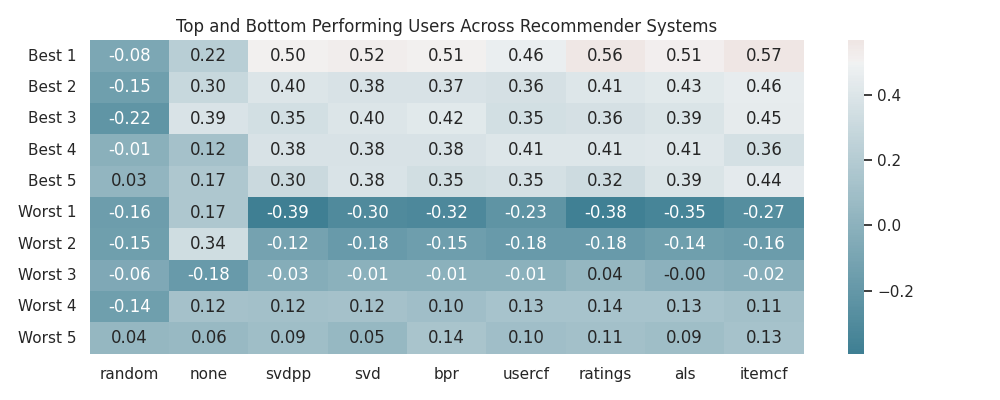 Top and Bottom Performing Users Across Recommender Systems
Best 1 -0.08 0.22 0.50 0.52 0.51 0.46 0.56 0.51 0.57
Best 2 -0.15 0.30 0.40 0.38 0.37 0.36 0.41 0.43 0.46
Best 3 -0.22 0.39 0.35 0.40 0.42 0.35 0.36 0.39 0.45
Best 4 -0.01 0.12 0.38 0.38 0.38 0.41 0.41 0.41 0.36
Best 5 0.03 0.17 0.30 0.38 0.35 0.35 0.32 0.39 0.44
Worst 1 -0.16 0.17 -0.39 -0.30 -0.32 -0.23 -0.38 -0.35 -0.27
Worst 2 -0.15 0.34 -0.12 -0.18 -0.15 -0.18 -0.18 -0.14 -0.16
Worst 3 -0.06 -0.18 -0.03 -0.01 -0.01 -0.01 0.04 -0.00 -0.02
Worst 4 -0.14 0.12 0.12 0.12 0.10 0.13 0.14 0.13 0.11
Worst 5 0.04 0.06 0.09 0.05 0.14 0.10 0.11 0.09 0.13
random none svdpp svd bpr usercf ratings als itemcf
0.4
0.2
0.0
−0.2